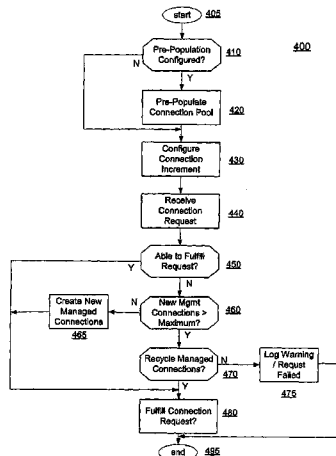 start
405
Pre-Population
Configured?
410
400
N
Y
Pre-Populate
Connection Pool
420
Configure
Connection
Increment
430
Receive
Connection
Request
440
Able to Fulfill
Request?
450
Y
N
Create New
Managed
Connections
465
N
New Mgmt
Connections >
Maximum?
460
Y
Recycle Managed
Connections?
470
N
Y
Log Warning
/ Requst
Failed
475
Fulfill Connection
Request?
480
end
495